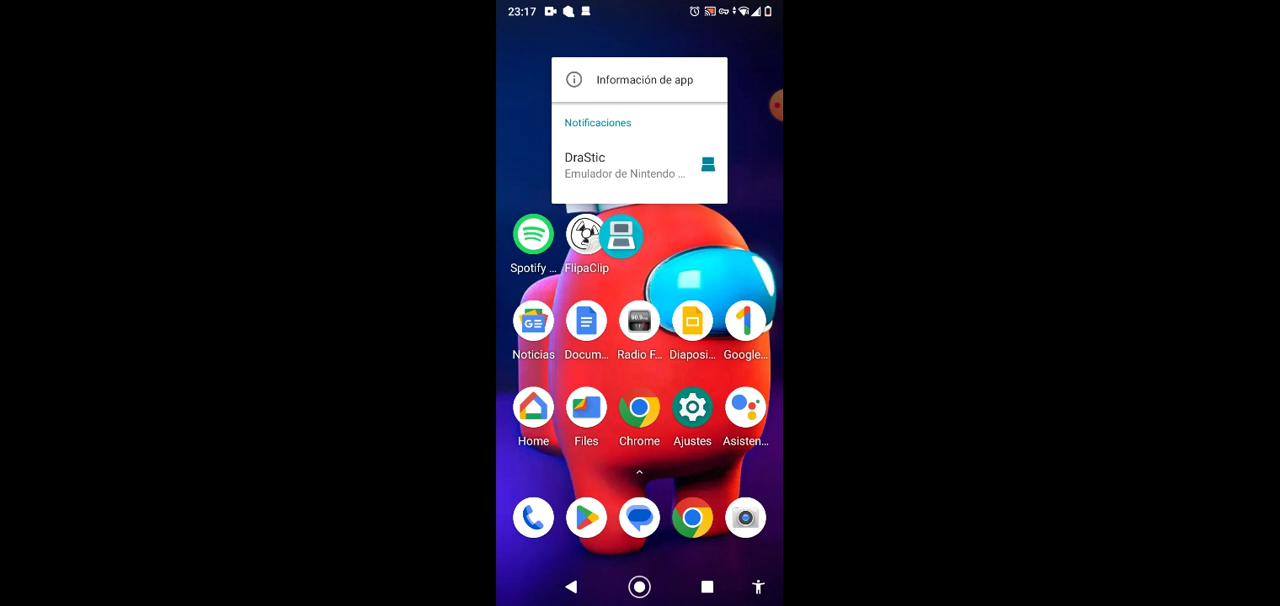 23:17
Información de app
Notificaciones
DraStic
Emulador de Nintendo ...
Spotify ... FlipaClip
Noticias Docum... Radio F... Diaposi... Google...
Home Files Chrome Ajustes Asisten...